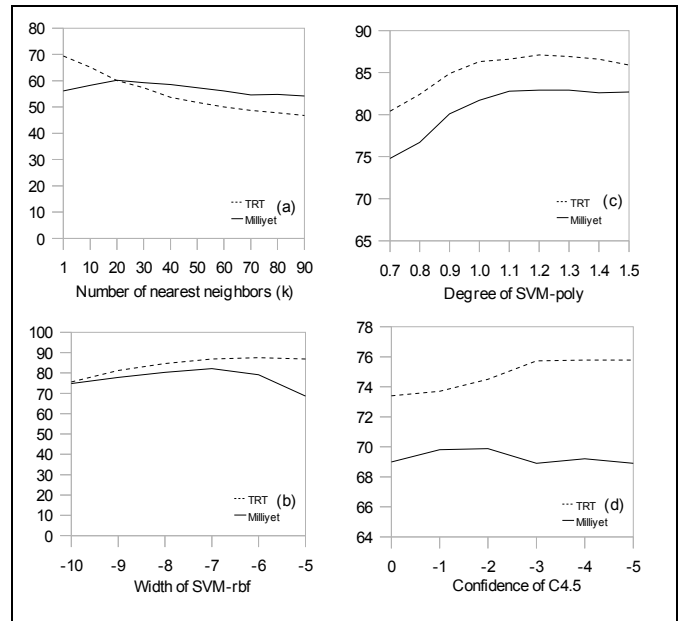 80
70
60
50
40
30
20
10
0
TRT (a)
Milliyet
1 10 20 30 40 50 60 70 80 90
Number of nearest neighbors (k)
90
85
80
75
70
65
TRT (c)
Milliyet
0.7 0.8 0.9 1.0 1.1 1.2 1.3 1.4 1.5
Degree of SVM-poly
100
90
80
70
60
50
40
30
20
10
0
(b)
TRT
Milliyet
-10 -9 -8 -7 -6 -5
Width of SVM-rbf
78
76
74
72
70
68
66
64
TRT (d)
Milliyet
0 -1 -2 -3 -4 -5
Confidence of C4.5